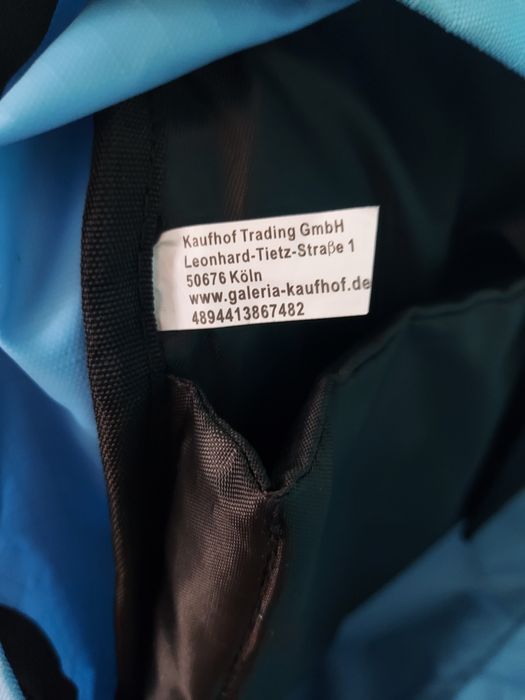 Kaufhof Trading GmbH
Leonhard-Tietz-Straße 1
50676 Köln
www.galeria-kaufhof.de
4894413867482